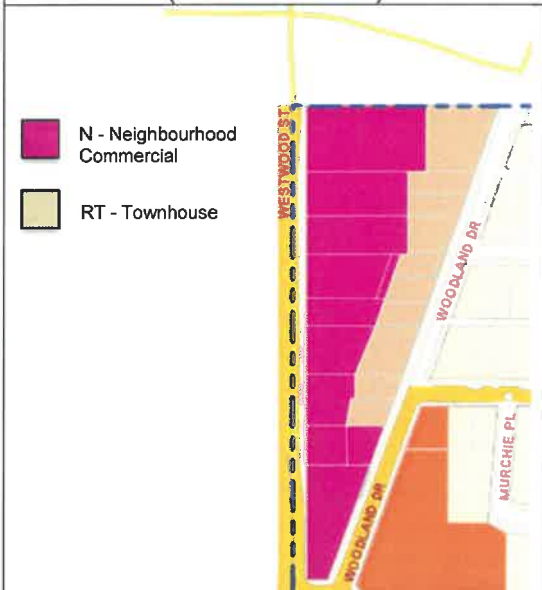 N - Neighbourhood
Commercial
RT - Townhouse
WESTWOOD ST
WOODLAND DR
MURCHIE PL
WOODLAND DR